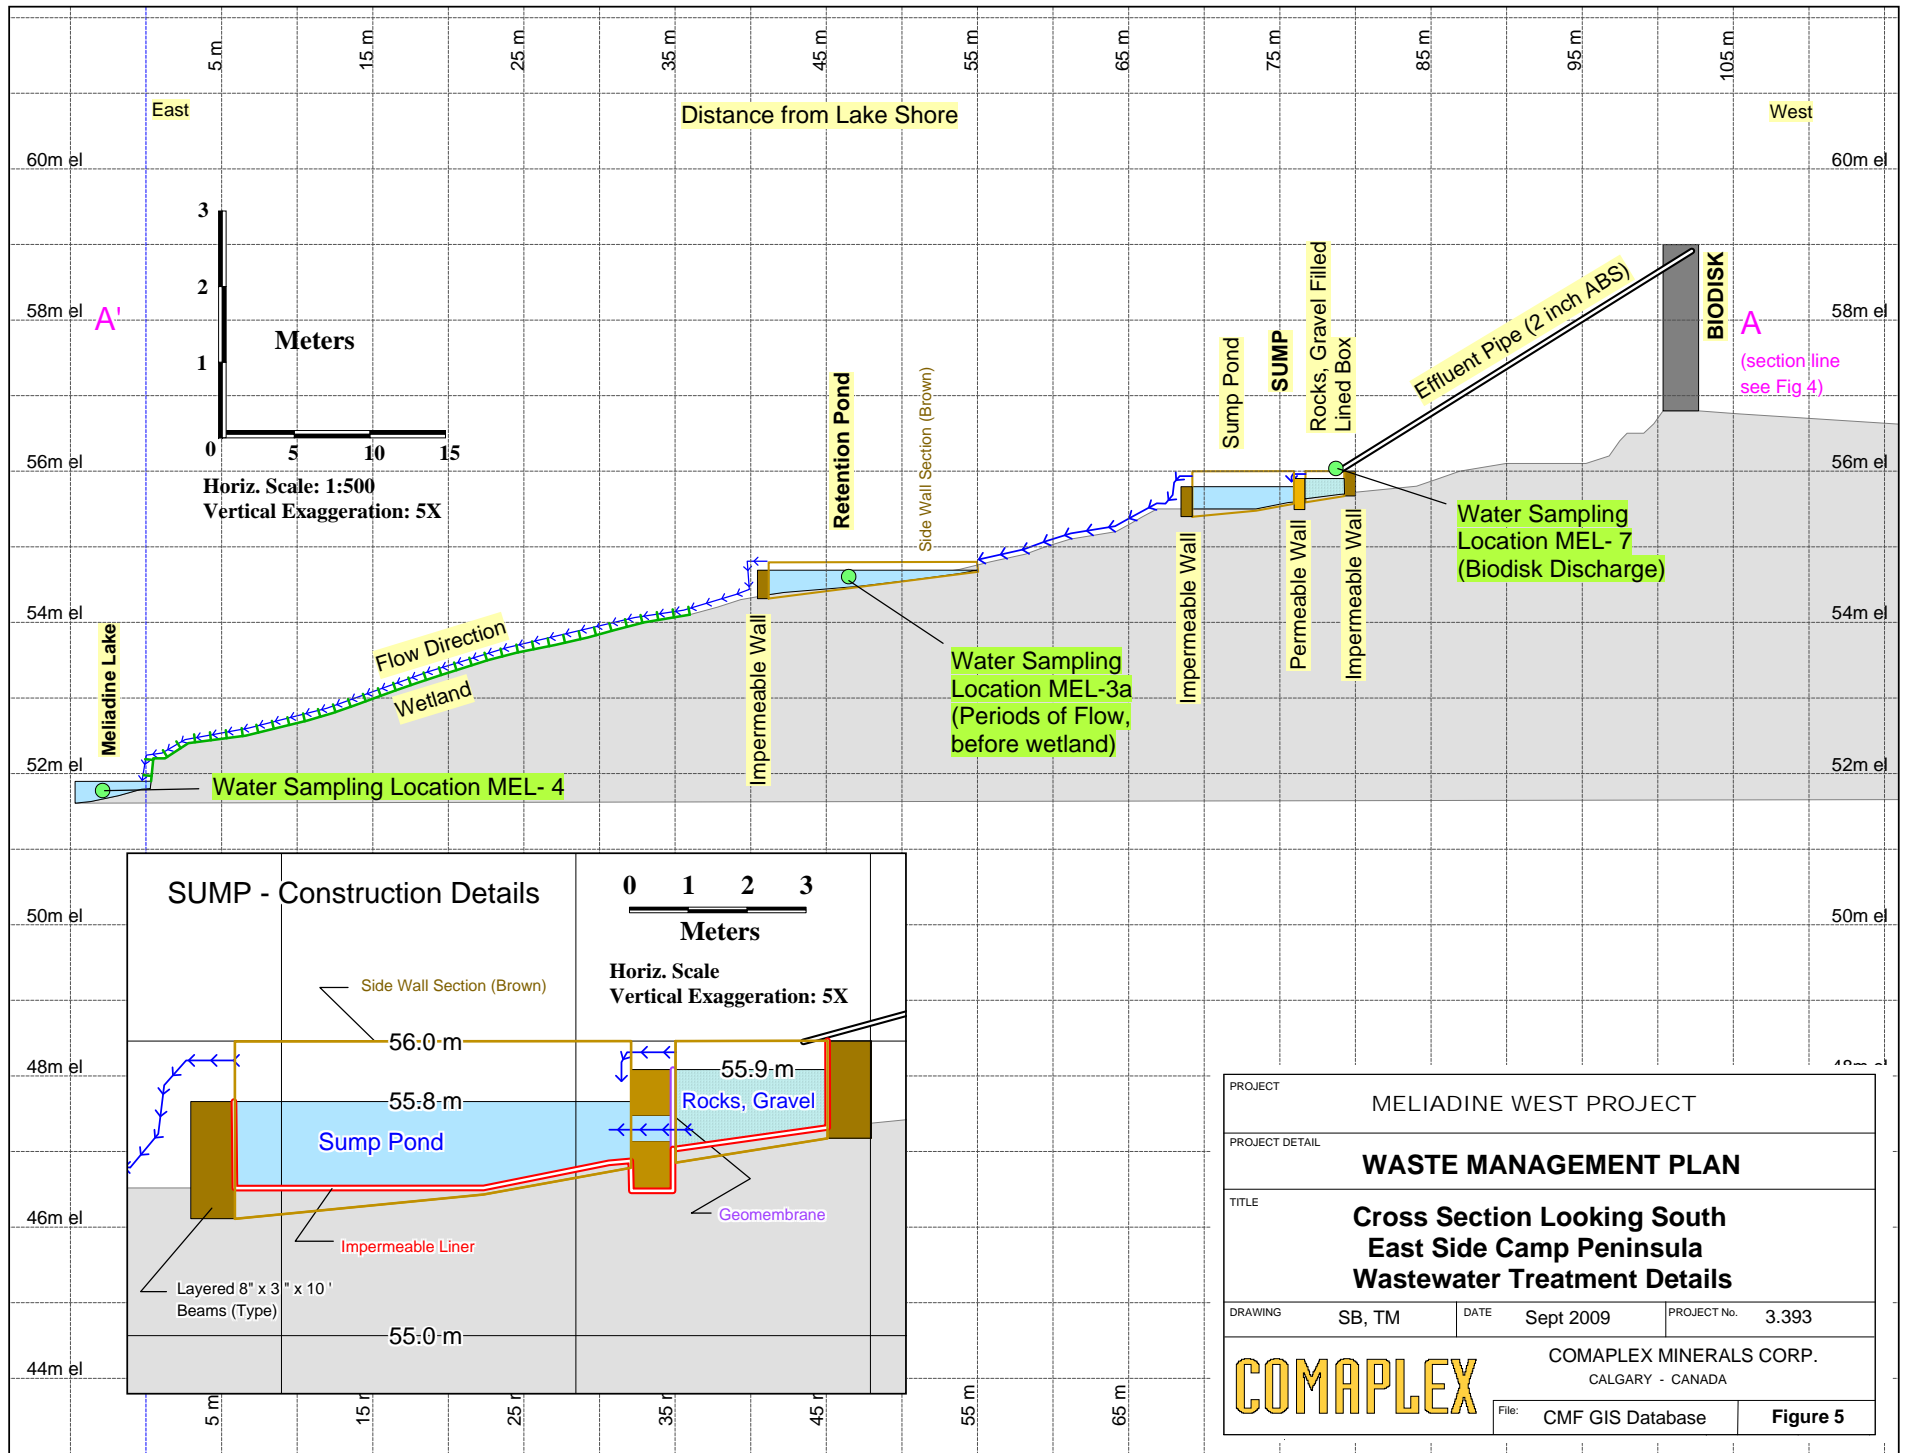 5 m
15 m
25 m
35 m
45 m
55 m
65 m
75 m
85 m
95 m
105 m
East
Distance from Lake Shore
West
60m el
60m el
3
2
1
0
5
10
15
Meters
Horiz. Scale: 1:500
Vertical Exaggeration: 5X
58m el
58m el
A'
A
(section line
see Fig 4)
BIODISK
Effluent Pipe (2 inch ABS)
Rocks, Gravel Filled
Lined Box
SUMP
Sump Pond
Side Wall Section (Brown)
Retention Pond
56m el
56m el
Water Sampling
Location MEL- 7
(Biodisk Discharge)
Impermeable Wall
Permeable Wall
Impermeable Wall
Impermeable Wall
54m el
54m el
Flow Direction
Wetland
Water Sampling
Location MEL-3a
(Periods of Flow,
before wetland)
Meliadine Lake
52m el
52m el
Water Sampling Location MEL- 4
50m el
50m el
48m el
48m el
46m el
44m el
SUMP - Construction Details
0 1 2 3
Meters
Horiz. Scale
Vertical Exaggeration: 5X
Side Wall Section (Brown)
56.0 m
55.9 m
55.8 m
Rocks, Gravel
Sump Pond
Geomembrane
Impermeable Liner
Layered 8" x 3 " x 10 '
Beams (Type)
55.0 m
5 m
15 m
25 m
35 m
45 m
55 m
65 m
PROJECT
MELIADINE WEST PROJECT
PROJECT DETAIL
WASTE MANAGEMENT PLAN
TITLE
Cross Section Looking South
East Side Camp Peninsula
Wastewater Treatment Details
DRAWING SB, TM
DATE Sept 2009
PROJECT No. 3.393
COMAPLEX
COMAPLEX MINERALS CORP.
CALGARY - CANADA
File: CMF GIS Database
Figure 5